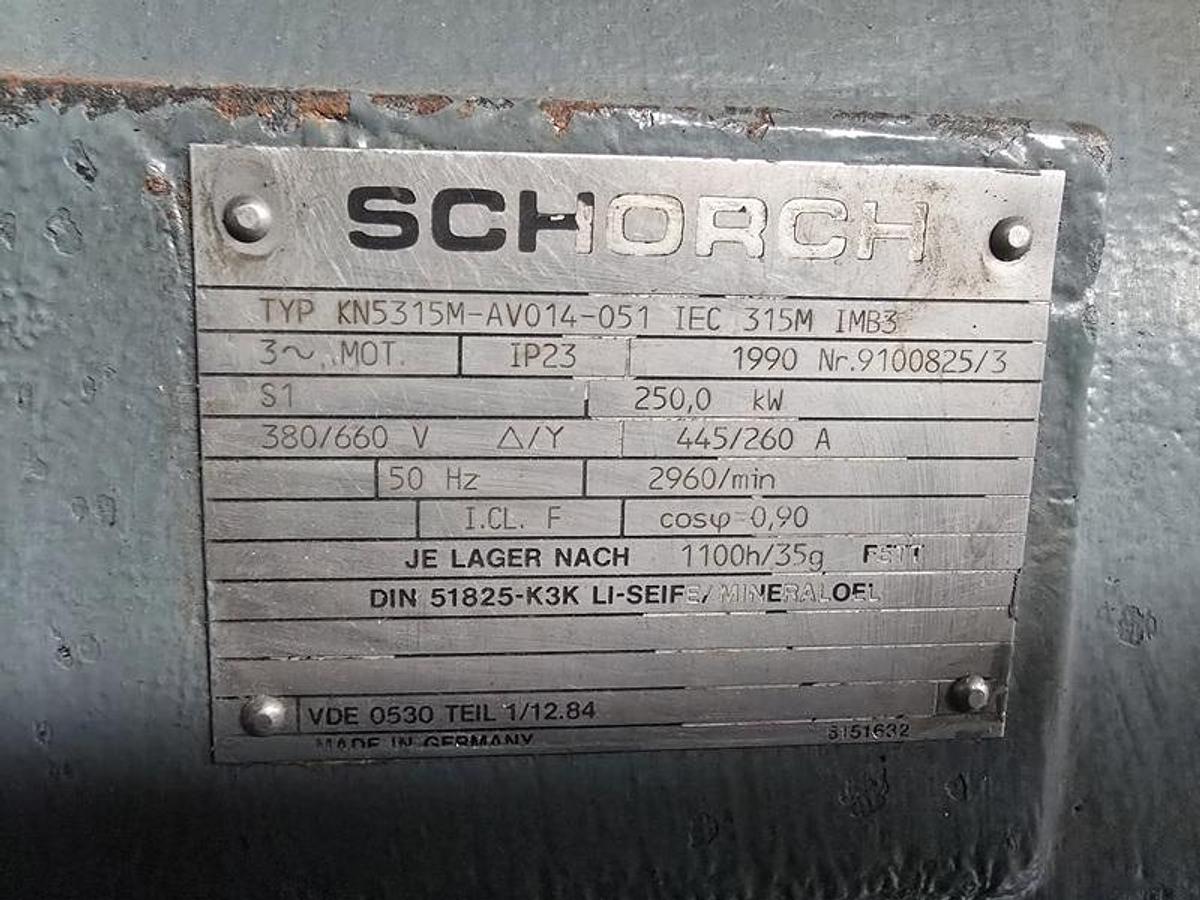 SCHORCH
TYP KN5315M-AV014-051 IEC 315M IMB3
3~ MOT. IP23 1990 Nr.9100825/3
S1 250,0 kW
380/660 V △/Y 445/260 A
50 Hz 2960/min
I.CL. F cosφ 0,90
JE LAGER NACH 1100h/35g FETT
DIN 51825-K3K LI-SEIFE/MINERALOEL
VDE 0530 TEIL 1/12.84
MADE IN GERMANY 3151632